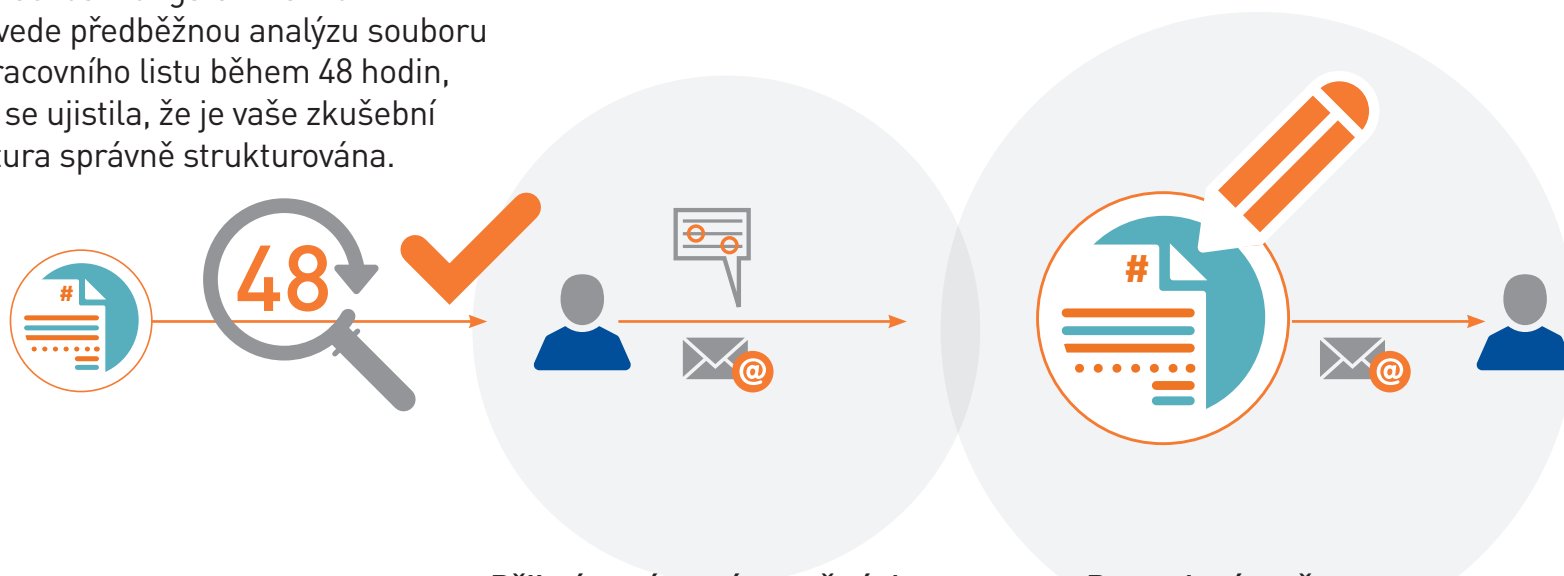 vede předběžnou analýzu souboru
racovního listu během 48 hodin,
se ujistila, že je vaše zkušební
tura správně strukturována.
#
48
@
#
@